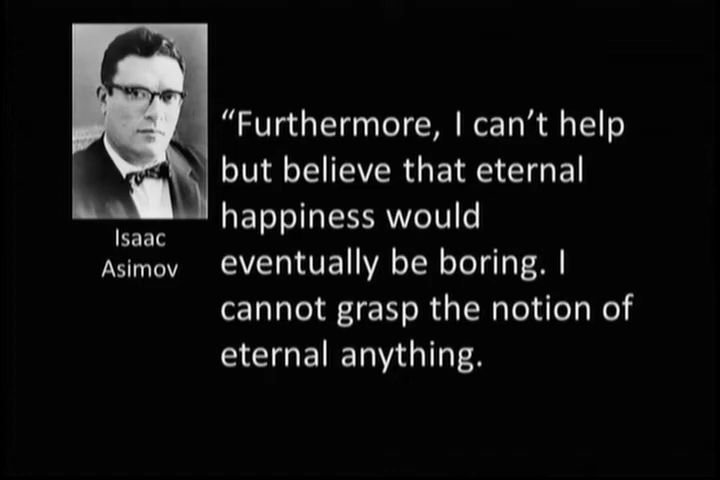 Isaac
Asimov
“Furthermore, I can’t help
but believe that eternal
happiness would
eventually be boring. I
cannot grasp the notion of
eternal anything.